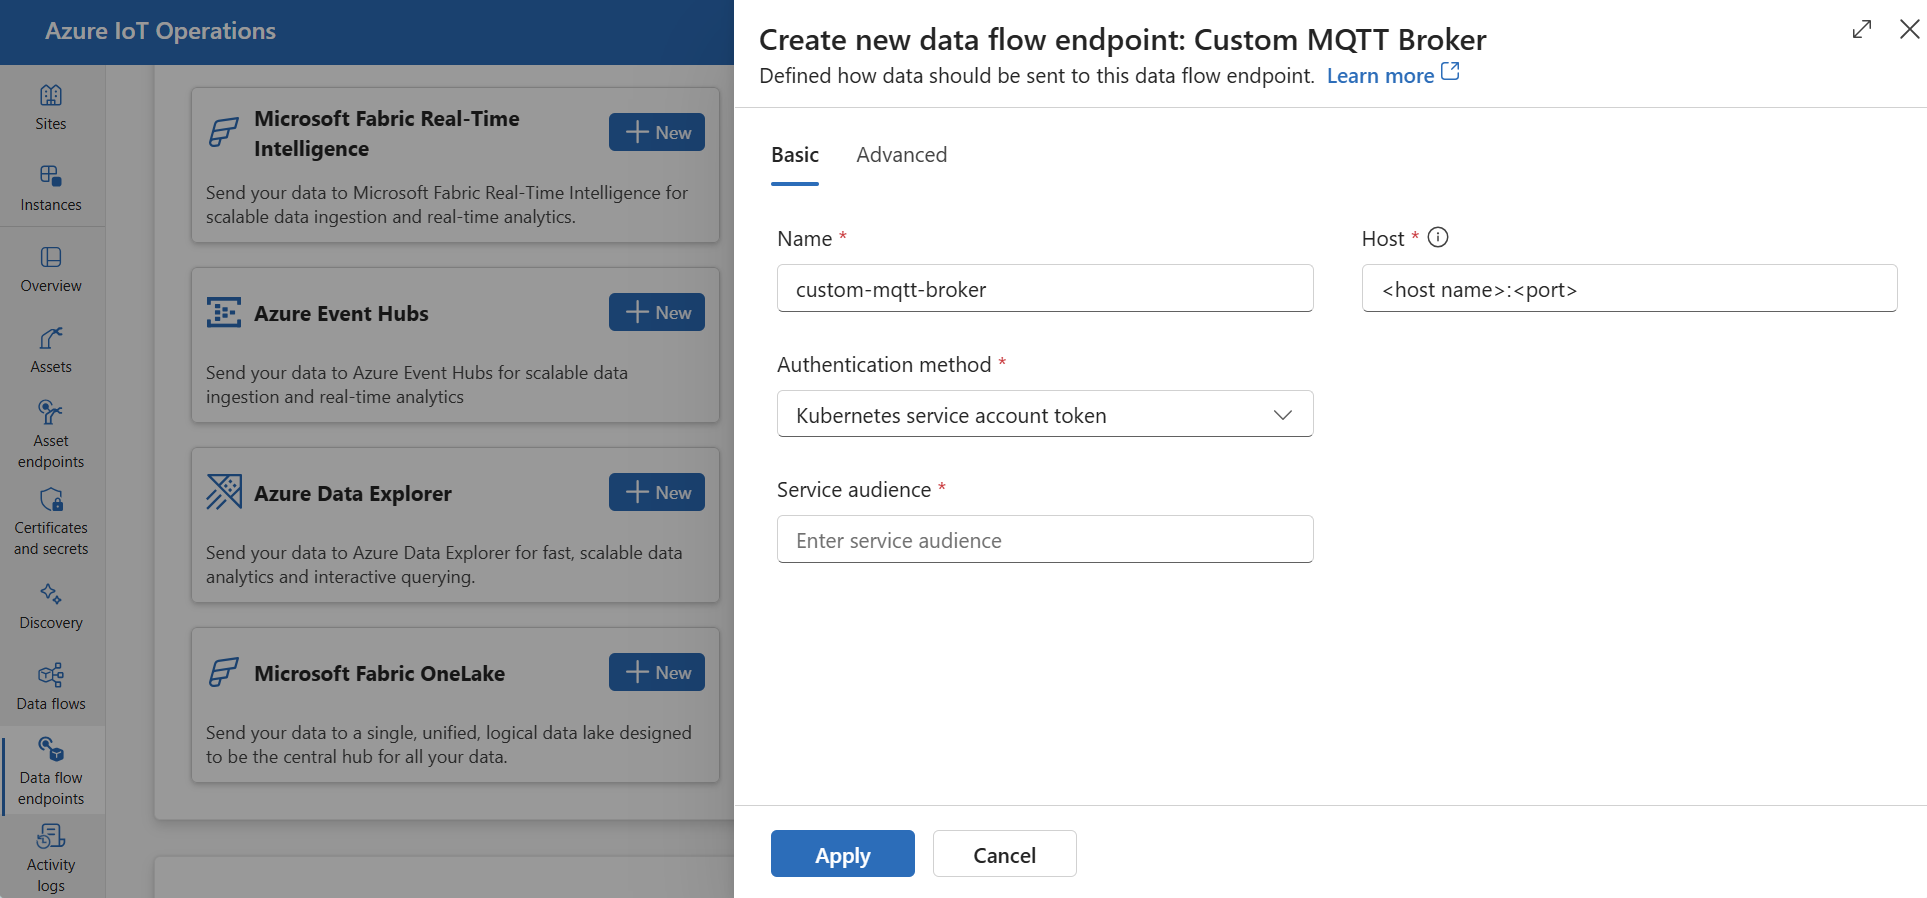 Azure IoT Operations
Sites
Instances
Overview
Assets
Asset
endpoints
Certificates
and secrets
Discovery
Data flows
Data flow
endpoints
Activity
logs
Microsoft Fabric Real-Time
Intelligence
New
Send your data to Microsoft Fabric Real-Time Intelligence for
scalable data ingestion and real-time analytics.
Azure Event Hubs
New
Send your data to Azure Event Hubs for scalable data
ingestion and real-time analytics
Azure Data Explorer
New
Send your data to Azure Data Explorer for fast, scalable data
analytics and interactive querying.
Microsoft Fabric OneLake
New
Send your data to a single, unified, logical data lake designed
to be the central hub for all your data.
Create new data flow endpoint: Custom MQTT Broker
Defined how data should be sent to this data flow endpoint. Learn more
Basic Advanced
Name *
custom-mqtt-broker
Host *
<host name>:<port>
Authentication method *
Kubernetes service account token
Service audience *
Enter service audience
Apply Cancel